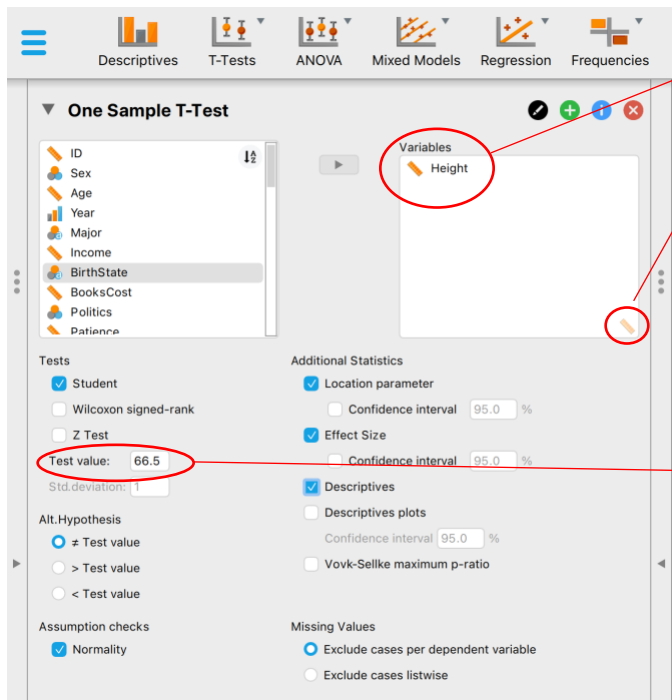 Descriptives T-Tests ANOVA Mixed Models Regression Frequencies
One Sample T-Test
ID
Sex
Age
Year
Major
Income
BirthState
BooksCost
Politics
Patience
Variables
Height
Tests
Student
Wilcoxon signed-rank
Z Test
Test value: 66.5
Std.deviation: 1
Alt.Hypothesis
≠ Test value
> Test value
< Test value
Assumption checks
Normality
Additional Statistics
Location parameter
Confidence interval 95.0 %
Effect Size
Confidence interval 95.0 %
Descriptives
Descriptives plots
Confidence interval 95.0 %
Vovk-Sellke maximum p-ratio
Missing Values
Exclude cases per dependent variable
Exclude cases listwise